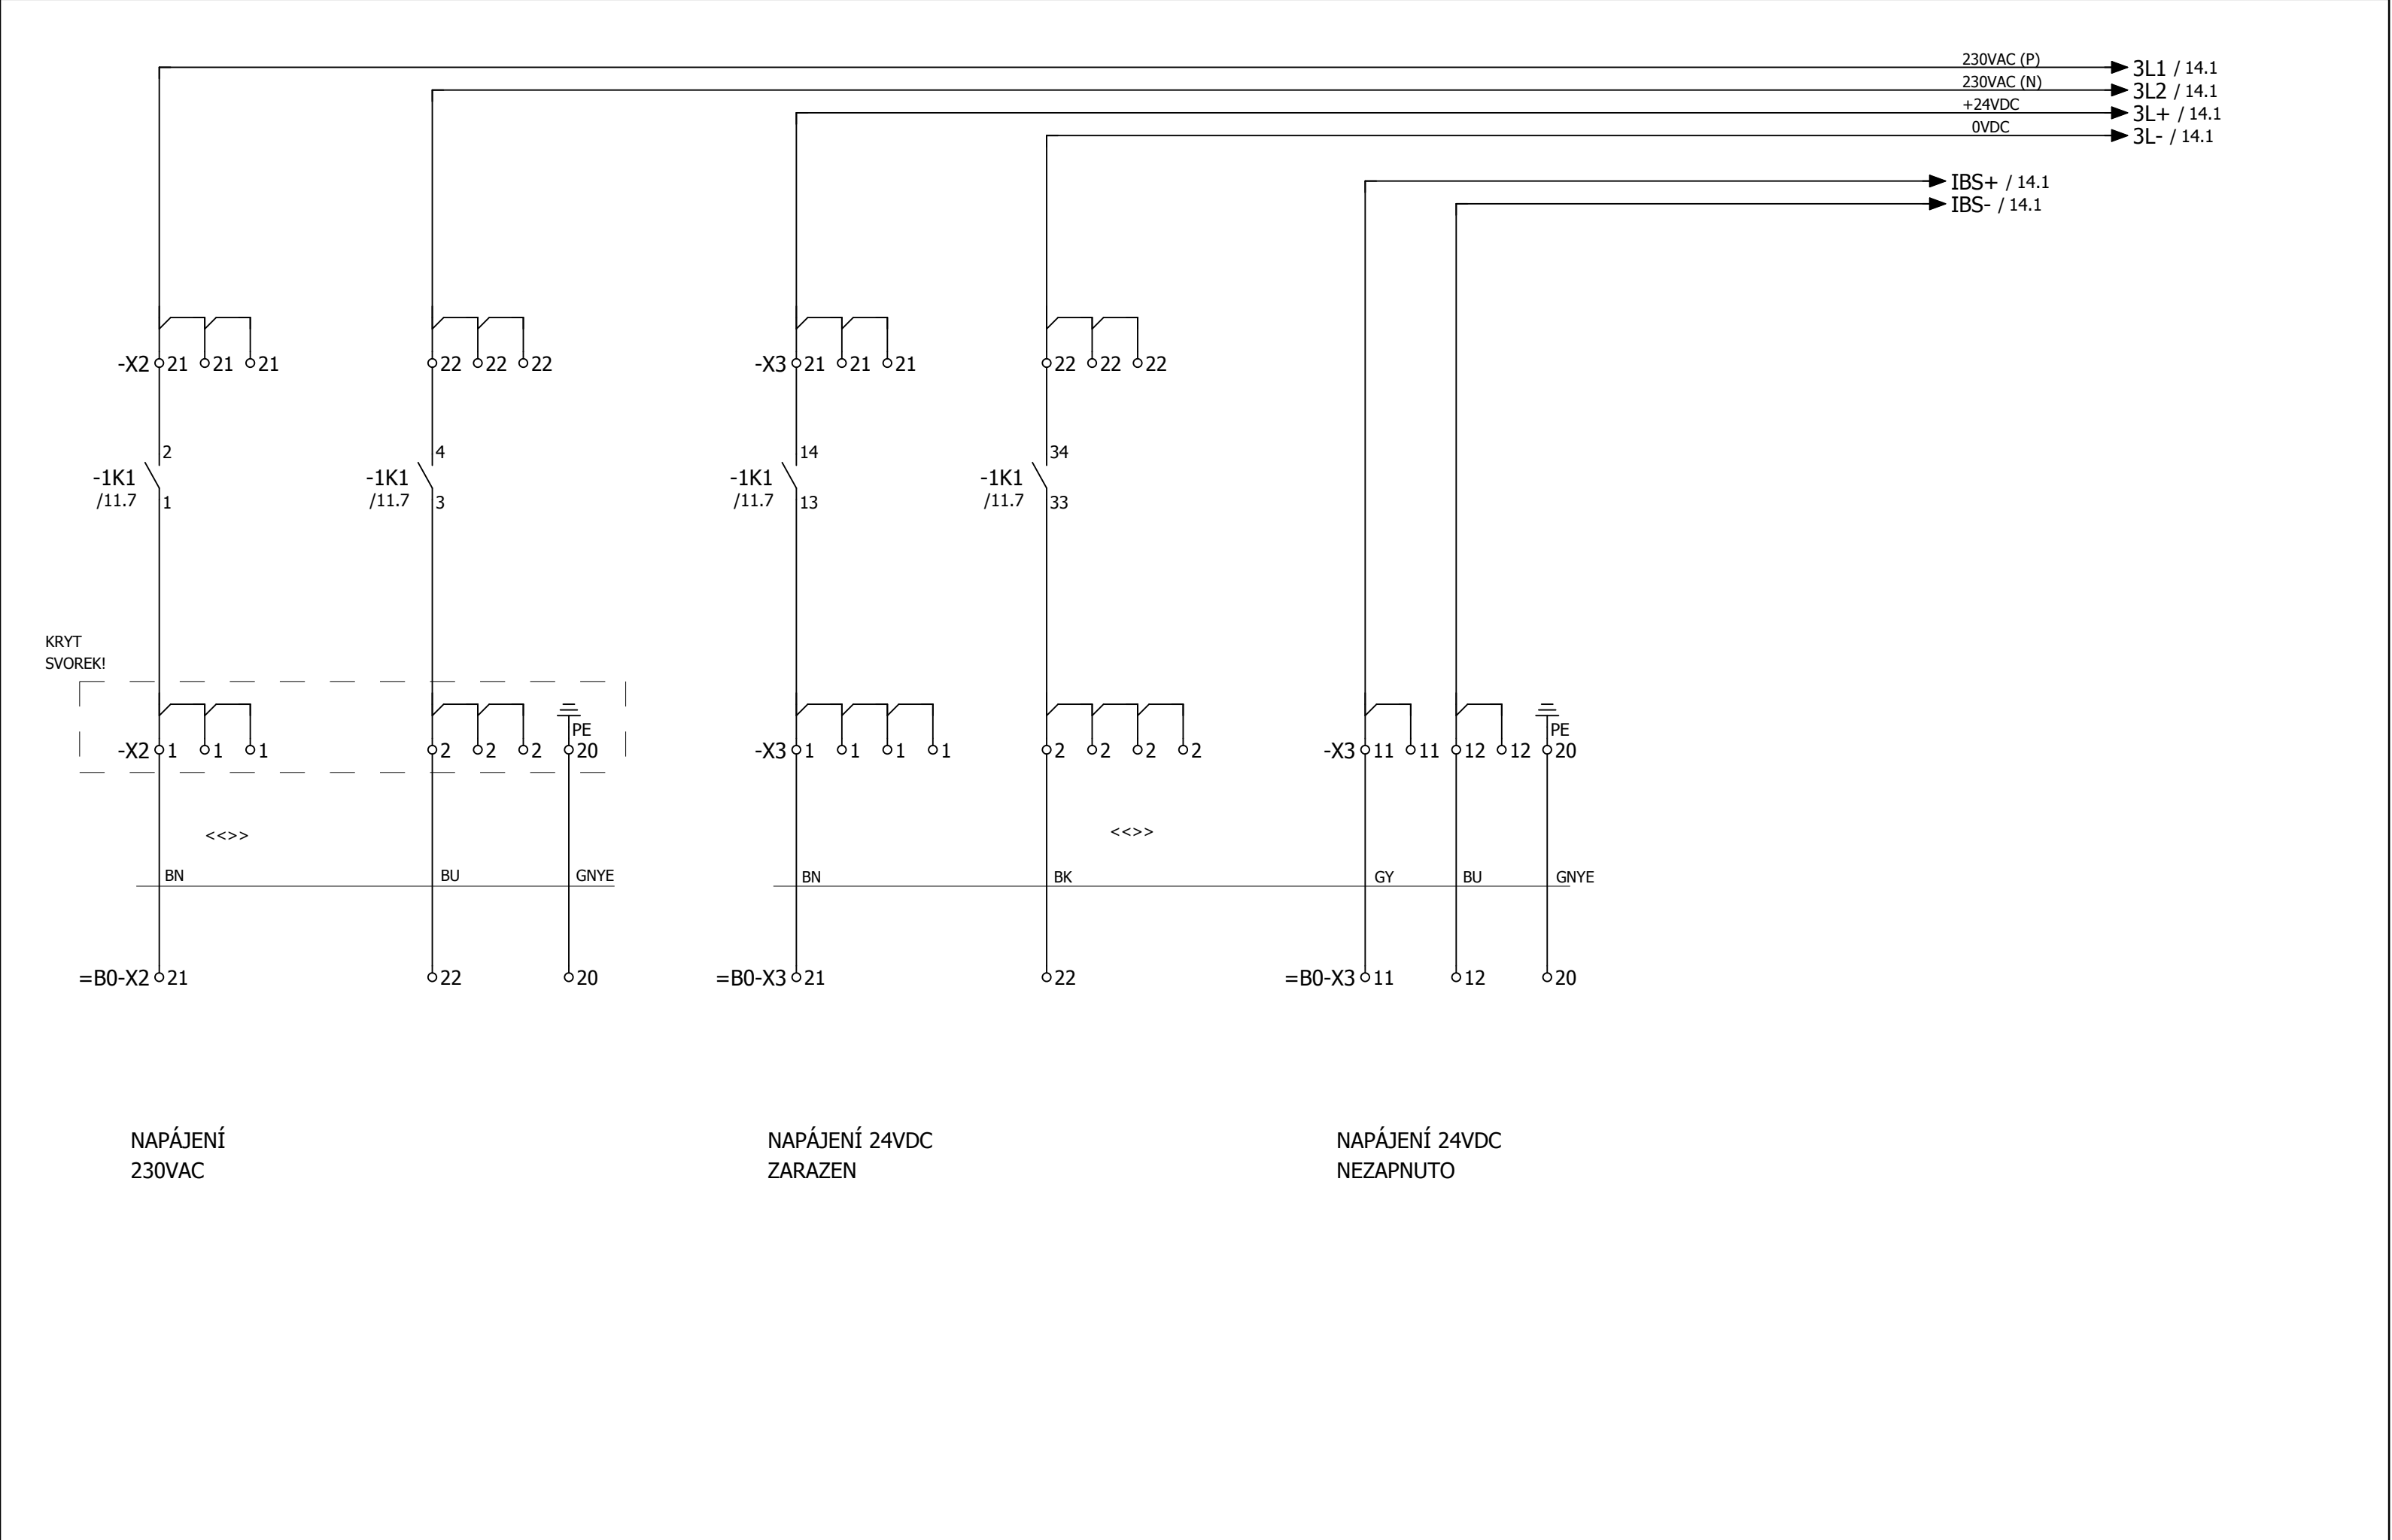 230VAC (P) 3L1 / 14.1
230VAC (N) 3L2 / 14.1
+24VDC 3L+ / 14.1
0VDC 3L- / 14.1
IBS+ / 14.1
IBS- / 14.1
-X2 21 21 21 22 22 22 -X3 21 21 21 22 22 22
2 4 14 34
-1K1 -1K1 -1K1 -1K1
/11.7 1 /11.7 3 /11.7 13 /11.7 33
KRYT
SVOREK!
PE PE
-X2 1 1 1 2 2 2 20 -X3 1 1 1 1 2 2 2 2 -X3 11 11 12 12 20
<<>> <<>>
BN BU GNYE BN BK GY BU GNYE
=B0-X2 21 22 20 =B0-X3 21 22 =B0-X3 11 12 20
NAPÁJENÍ
230VAC
NAPÁJENÍ 24VDC
ZARAZEN
NAPÁJENÍ 24VDC
NEZAPNUTO